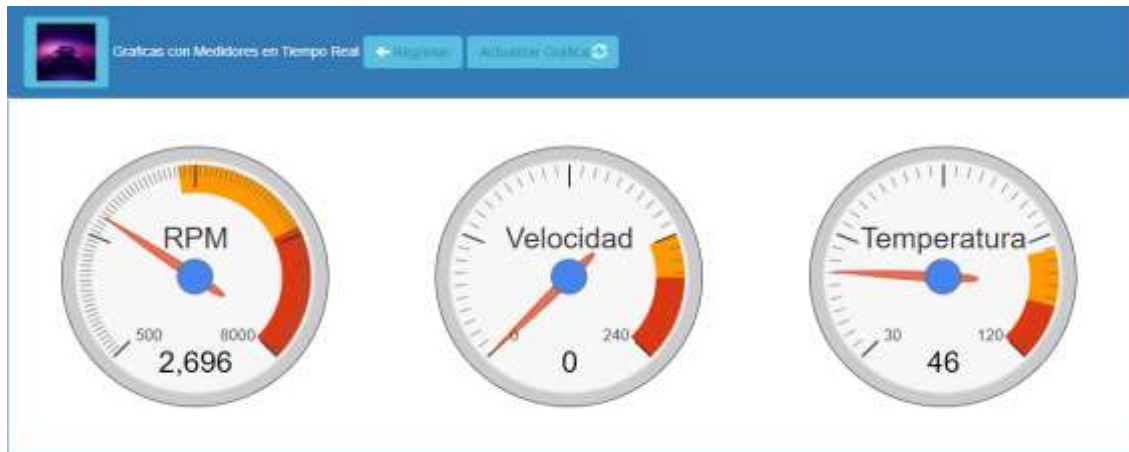 Graficas con Medidores en Tiempo Real
Regresar
Actualizar Grafica
RPM
500
8000
2,696
Velocidad
0
240
0
Temperatura
30
120
46